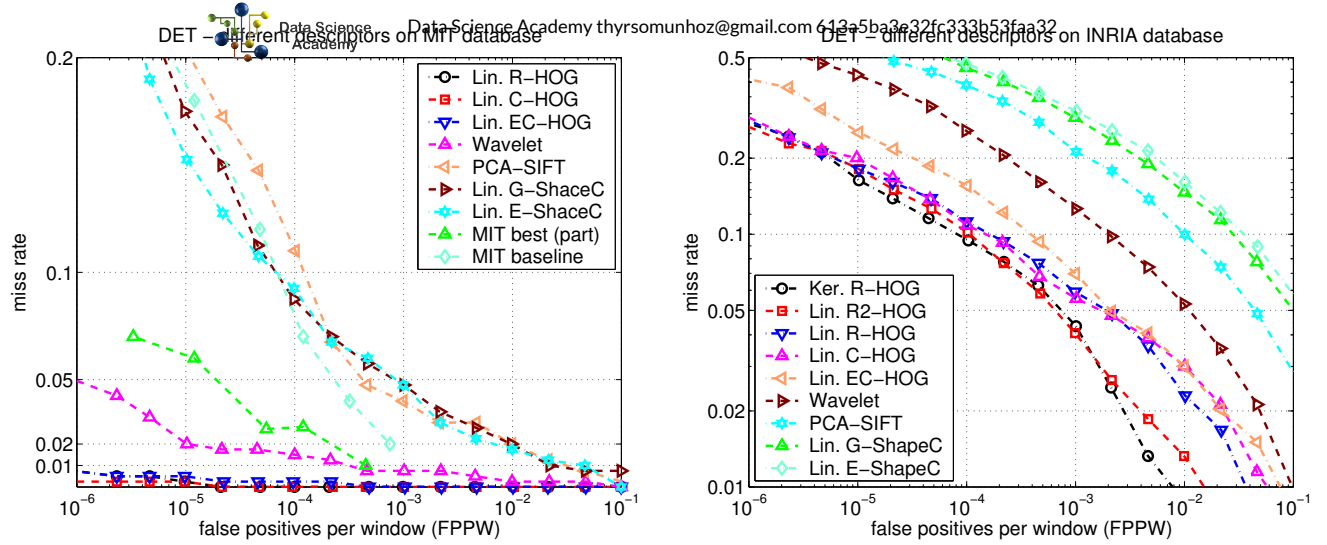 Data Science
Academy
Data Science Academy thyrsomunhoz@gmail.com 613a5ba3e32fc333b53faa32
DET − different descriptors on MIT database
0.2
0.1
0.05
0.02
0.01
miss rate
Lin. R−HOG
Lin. C−HOG
Lin. EC−HOG
Wavelet
PCA−SIFT
Lin. G−ShaceC
Lin. E−ShaceC
MIT best (part)
MIT baseline
10−6 10−5 10−4 10−3 10−2 10−1
false positives per window (FPPW)
DET − different descriptors on INRIA database
0.5
0.2
0.1
0.05
0.02
0.01
miss rate
Ker. R−HOG
Lin. R2−HOG
Lin. R−HOG
Lin. C−HOG
Lin. EC−HOG
Wavelet
PCA−SIFT
Lin. G−ShapeC
Lin. E−ShapeC
10−6 10−5 10−4 10−3 10−2 10−1
false positives per window (FPPW)